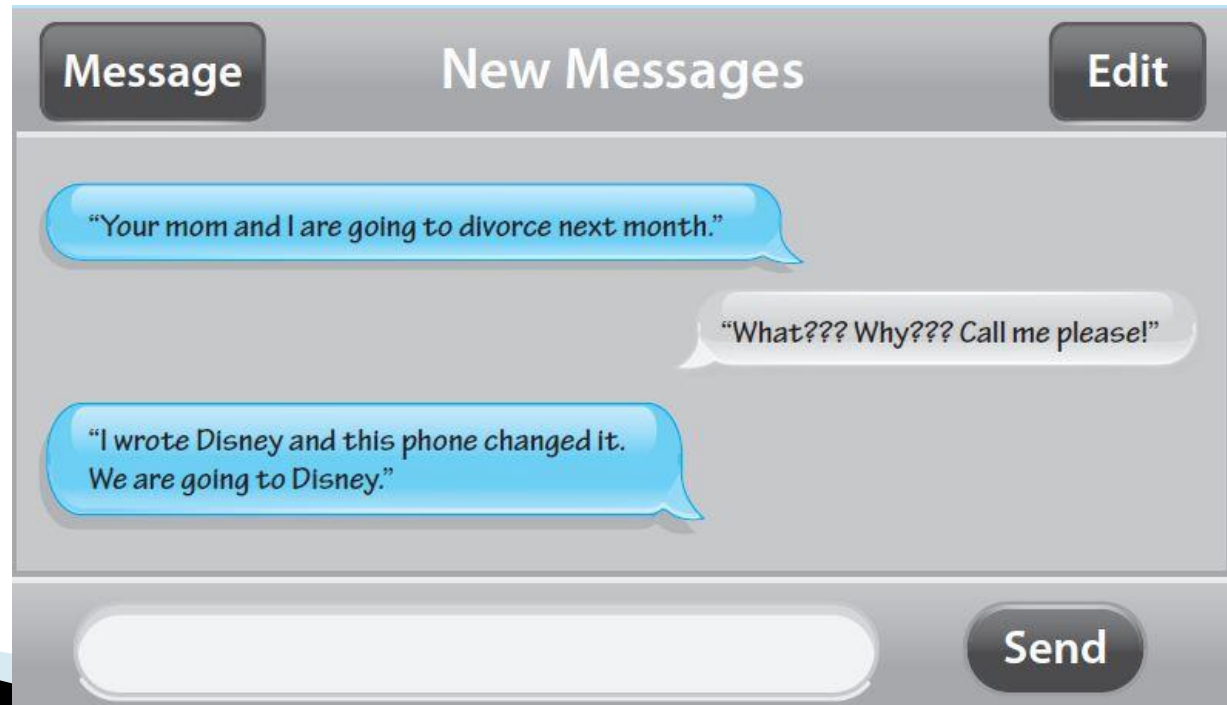 Message
New Messages
Edit
“Your mom and I are going to divorce next month.”
“What??? Why??? Call me please!”
“I wrote Disney and this phone changed it.
We are going to Disney.”
Send